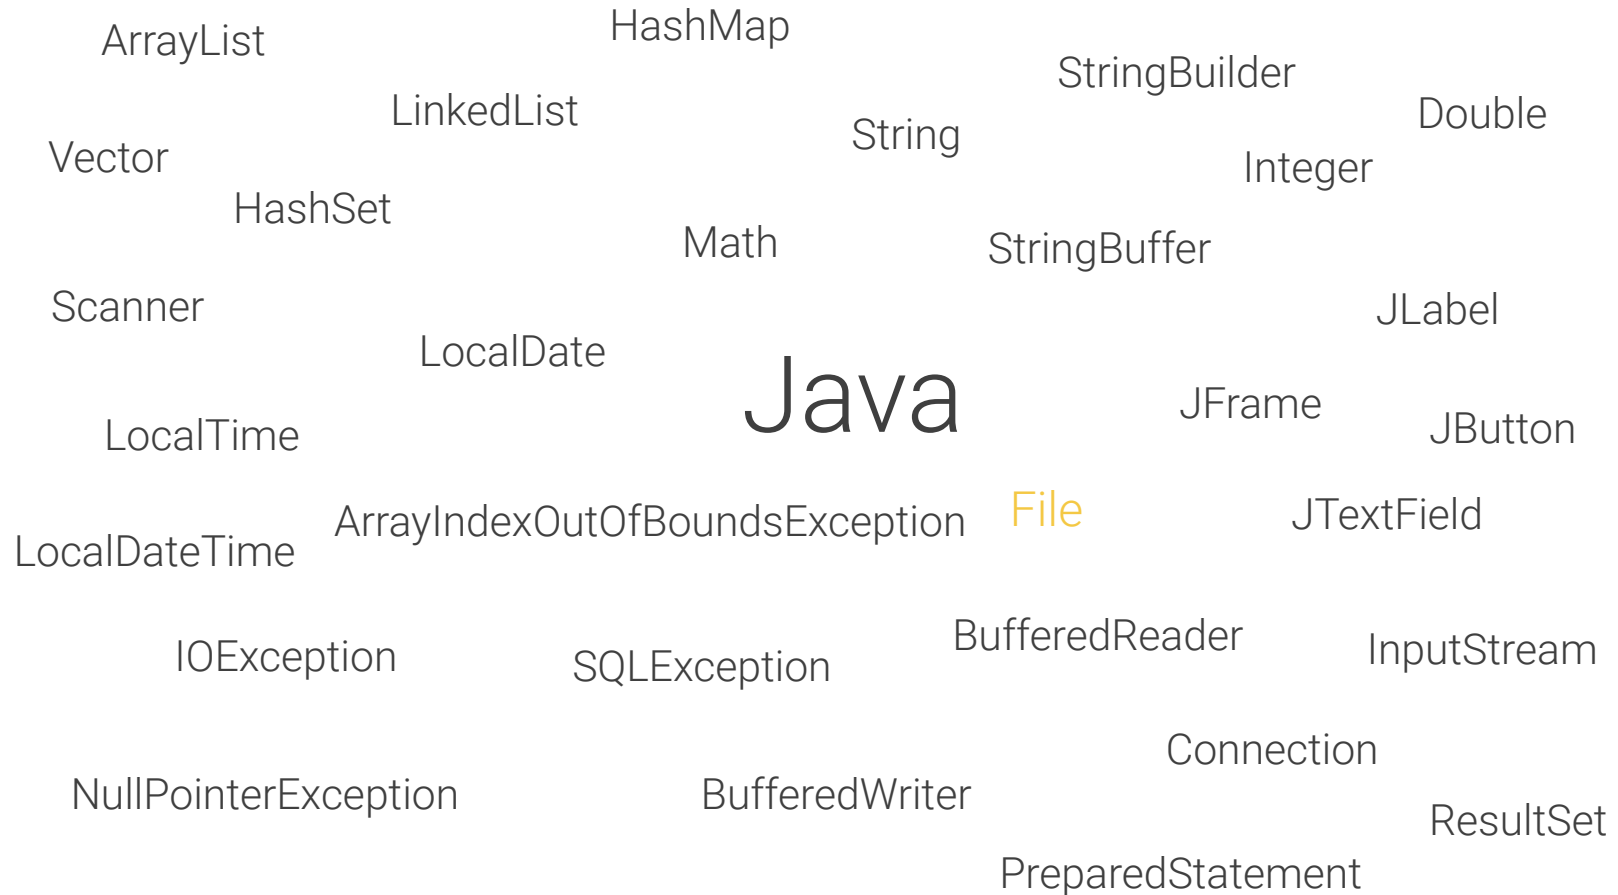 HashMap
ArrayList
StringBuilder
LinkedList
Double
String
Vector
Integer
HashSet
Math
StringBuffer
Scanner
JLabel
LocalDate
Java
JFrame
LocalTime
JButton
File
JTextField
ArrayIndexOutOfBoundsException
LocalDateTime
BufferedReader
InputStream
IOException
SQLException
Connection
NullPointerException
BufferedWriter
ResultSet
PreparedStatement